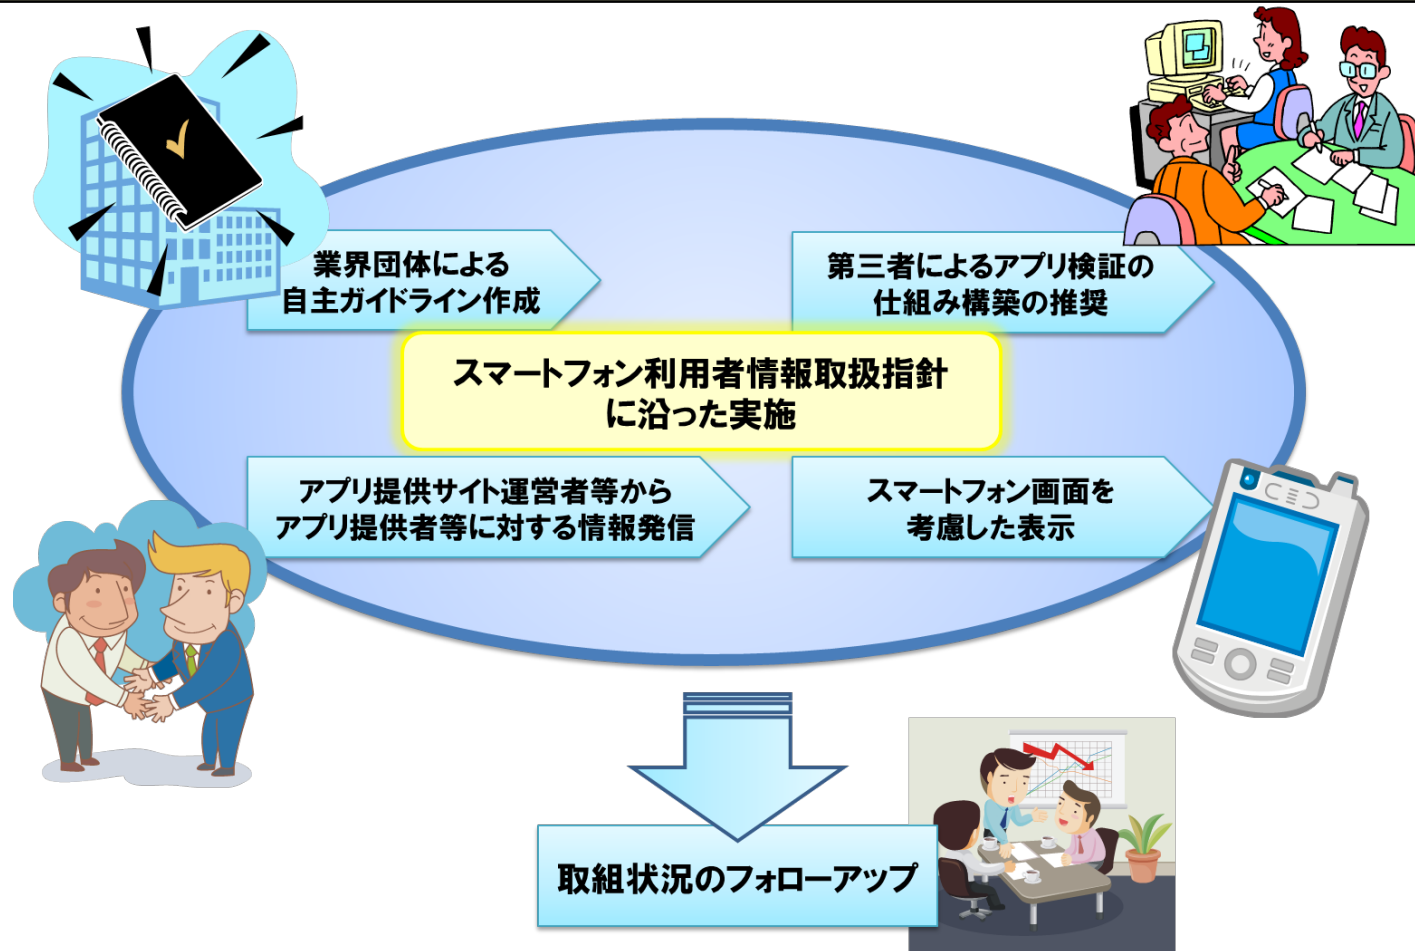 業界団体による
自主ガイドライン作成
第三者によるアプリ検証の
仕組み構築の推奨
スマートフォン利用者情報取扱指針
に沿った実施
アプリ提供サイト運営者等から
アプリ提供者等に対する情報発信
スマートフォン画面を
考慮した表示
取組状況のフォローアップ